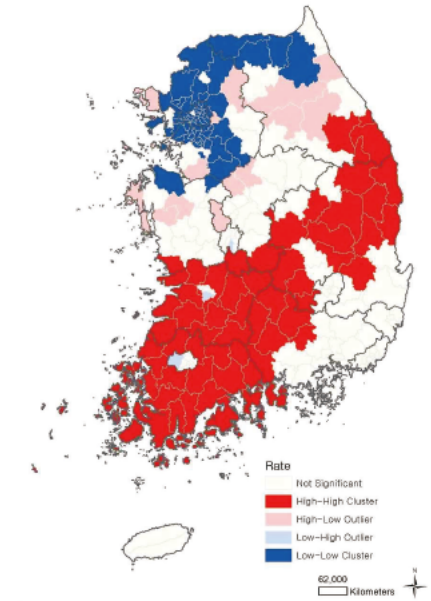 Rate
Not Significant
High-High Cluster
High-Low Outlier
Low-High Outlier
Low-Low Cluster
62,000
Kilometers
N